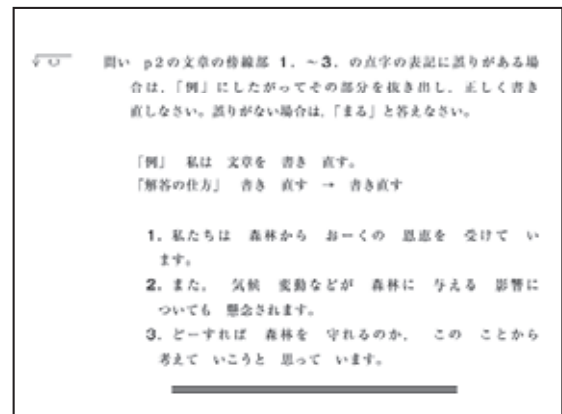 問い p2の文章の傍線部 1. ~3. の点字の表記に誤りがある場
合は、「例」にしたがってその部分を抜き出し、正しく書き
直しなさい。誤りがない場合は、「まる」と答えなさい。
「例」 私は 文章を 書き 直す。
「解答の仕方」 書き 直す → 書き直す
1. 私たちは 森林から おーくの 恩恵を 受けて い
ます。
2. また、 気候 変動などが 森林に 与える 影響に
ついても 懸念されます。
3. どーすれば 森林を 守れるのか、 この ことから
考えて いこうと 思って います。